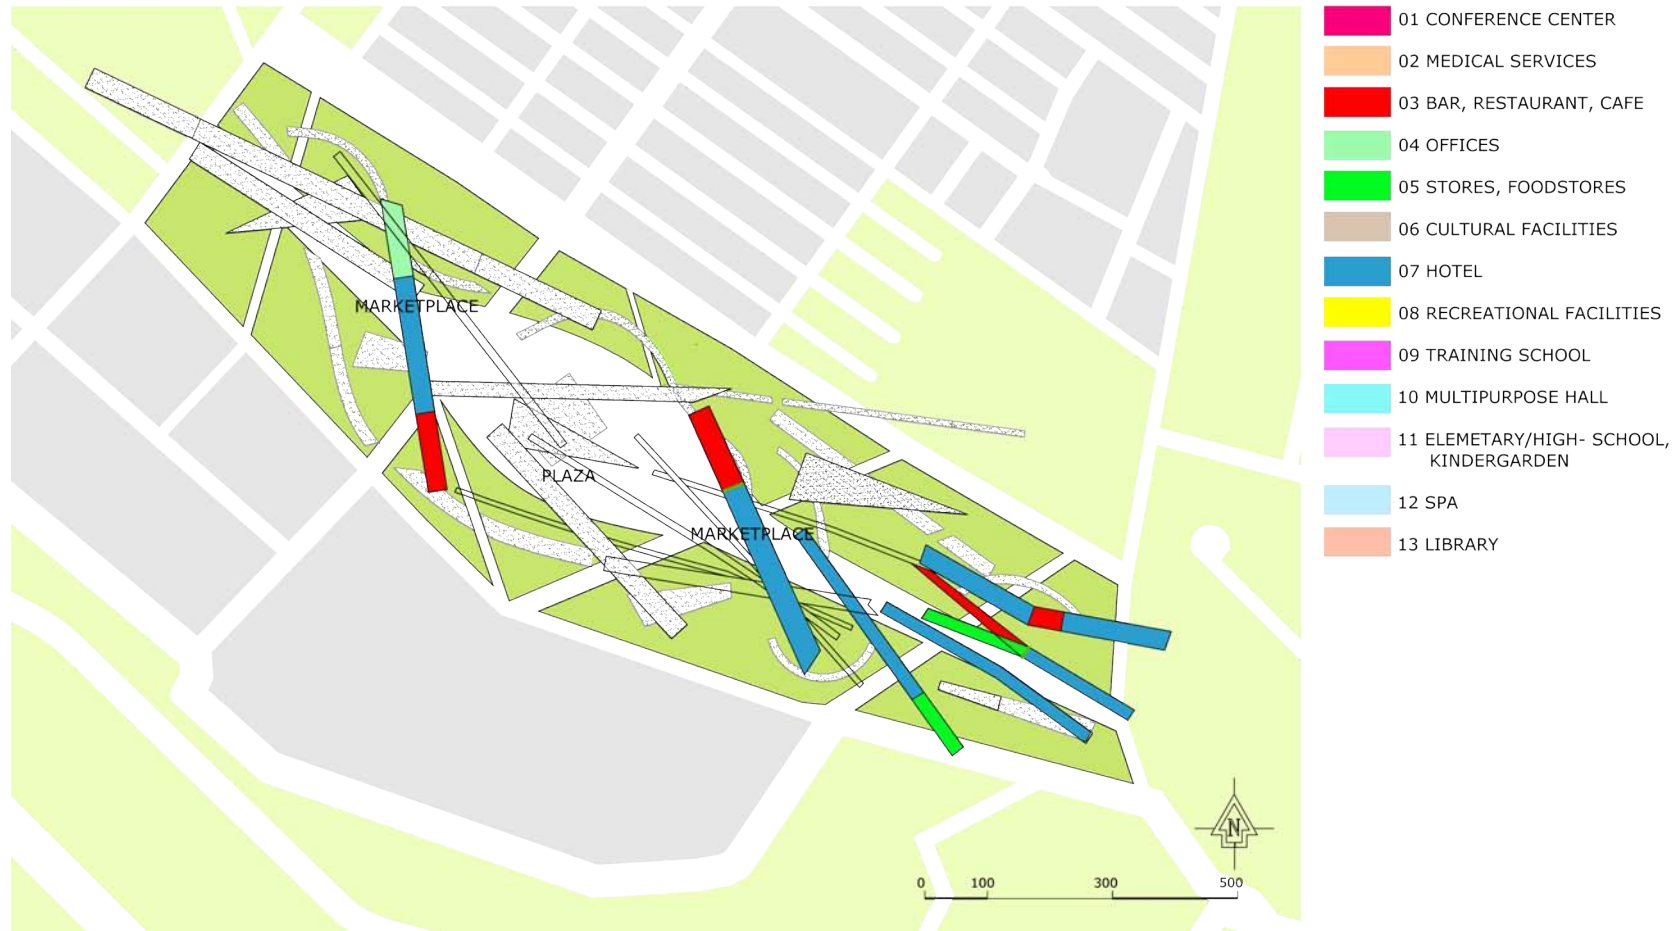 MARKETPLACE
PLAZA
MARKETPLACE
N
0 100 300 500
01 CONFERENCE CENTER
02 MEDICAL SERVICES
03 BAR, RESTAURANT, CAFE
04 OFFICES
05 STORES, FOODSTORES
06 CULTURAL FACILITIES
07 HOTEL
08 RECREATIONAL FACILITIES
09 TRAINING SCHOOL
10 MULTIPURPOSE HALL
11 ELEMETARY/HIGH- SCHOOL,
KINDERGARDEN
12 SPA
13 LIBRARY